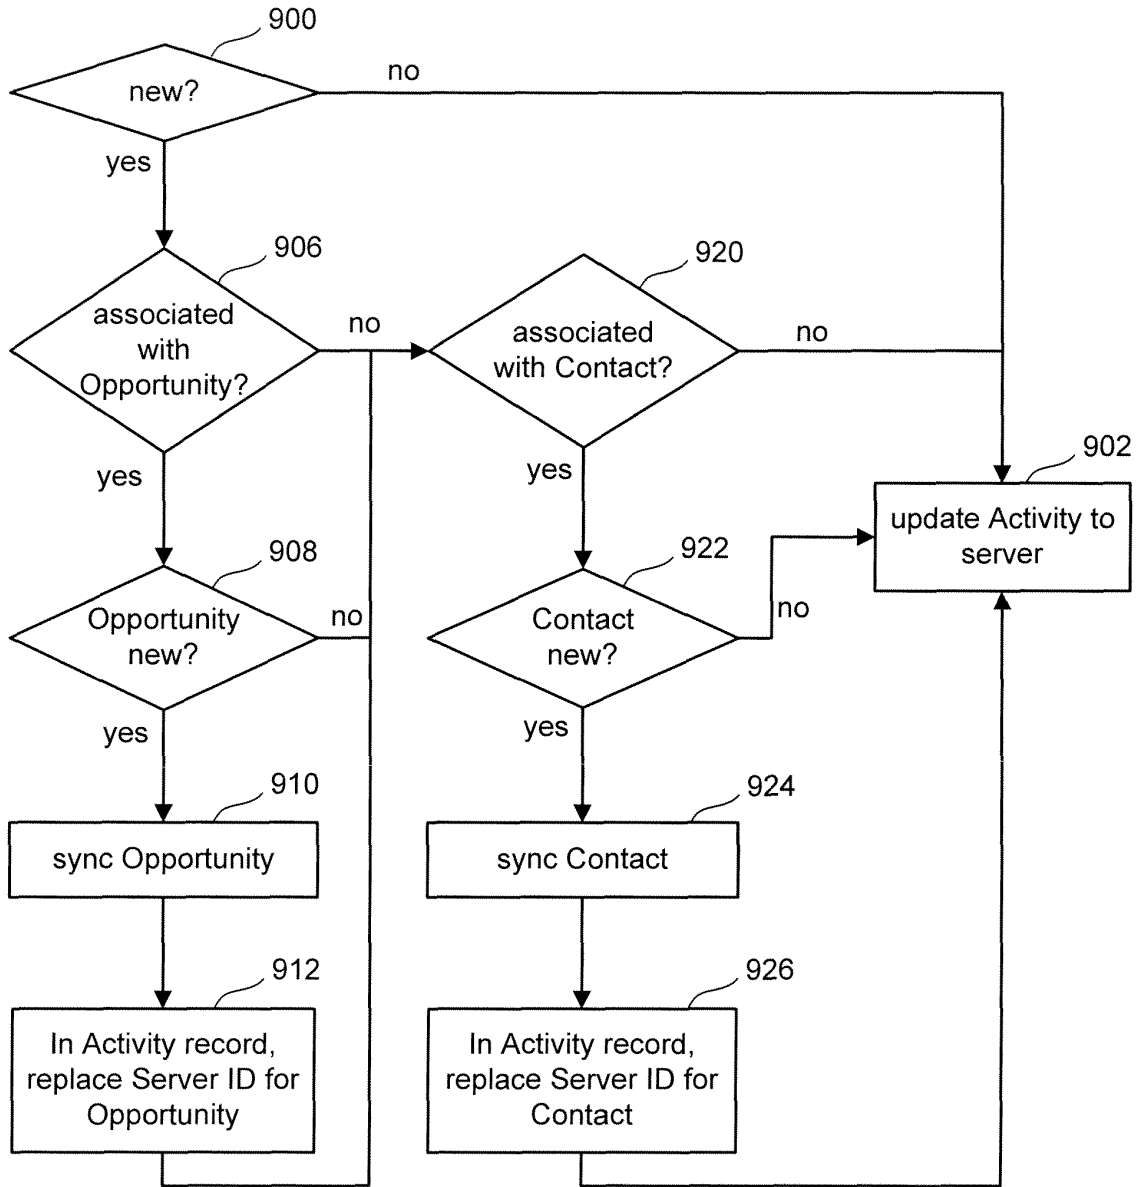 900
new?
no
yes
906
associated
with
Opportunity?
no
yes
920
associated
with Contact?
no
yes
902
update Activity to
server
908
Opportunity
new?
no
yes
922
Contact
new?
no
yes
910
sync Opportunity
924
sync Contact
912
In Activity record,
replace Server ID for
Opportunity
926
In Activity record,
replace Server ID for
Contact